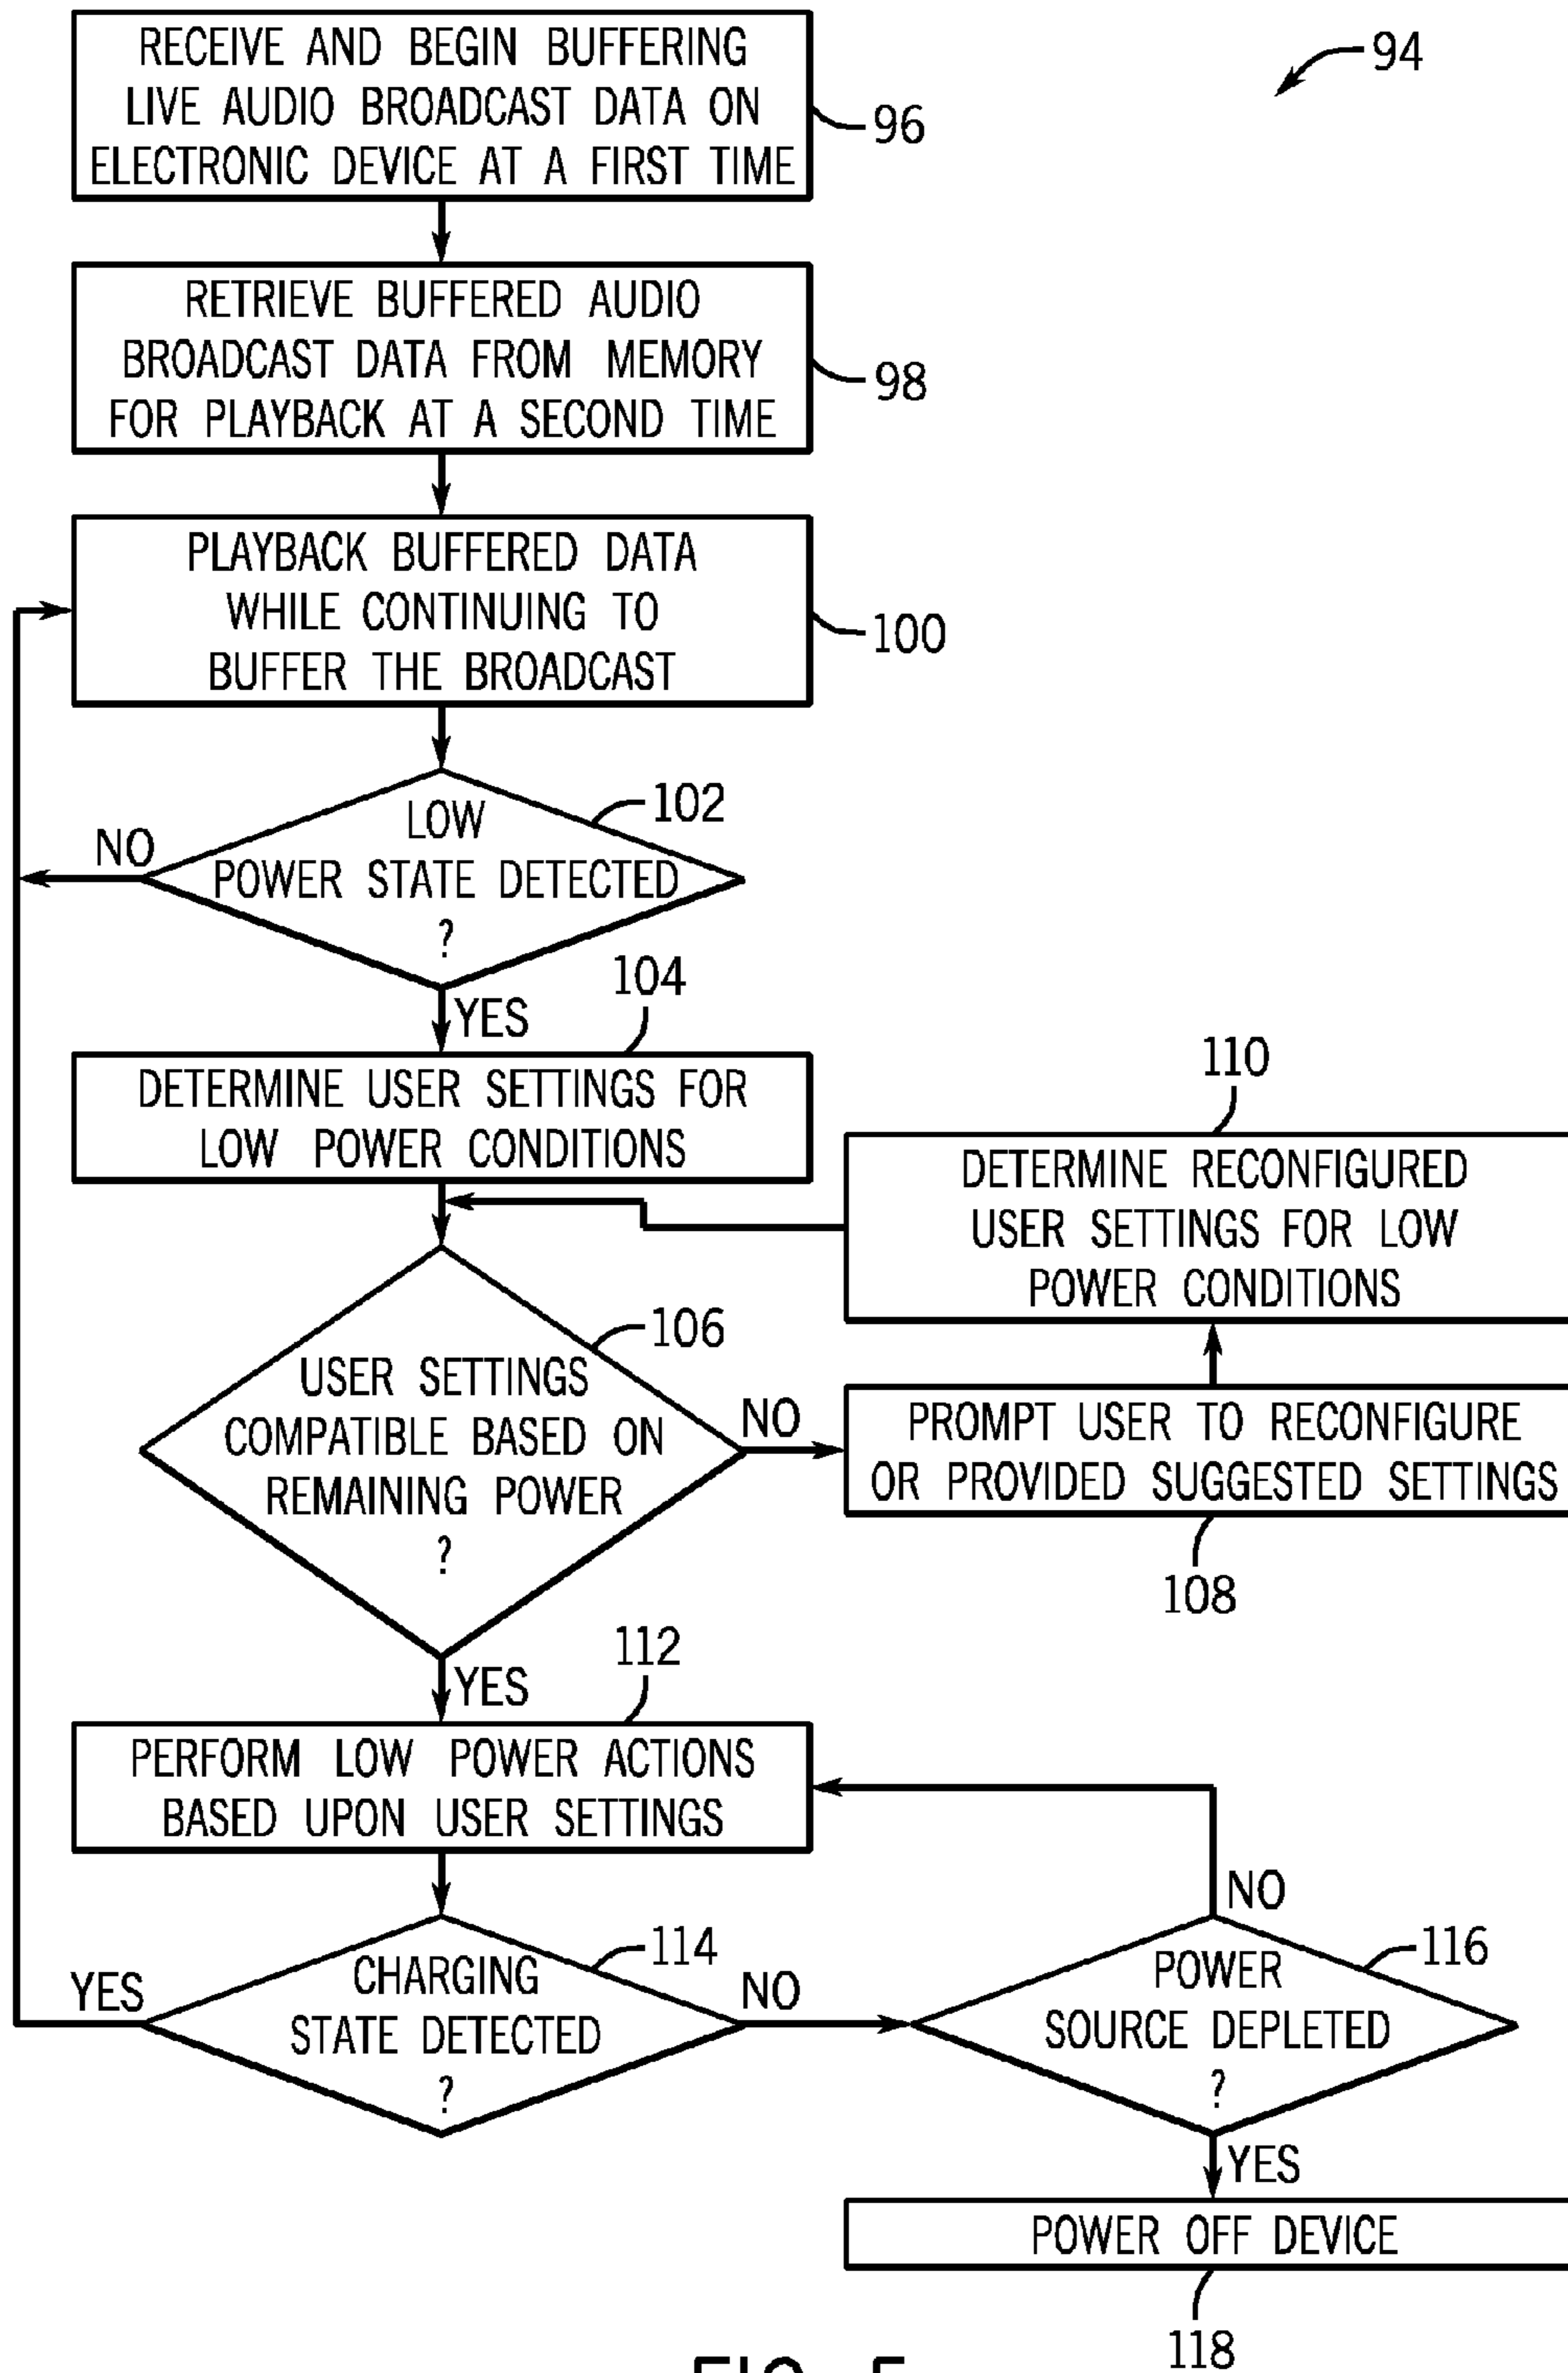 94
RECEIVE AND BEGIN BUFFERING
LIVE AUDIO BROADCAST DATA ON
ELECTRONIC DEVICE AT A FIRST TIME
96
RETRIEVE BUFFERED AUDIO
BROADCAST DATA FROM MEMORY
FOR PLAYBACK AT A SECOND TIME
98
PLAYBACK BUFFERED DATA
WHILE CONTINUING TO
BUFFER THE BROADCAST
100
LOW
POWER STATE DETECTED
?
102
NO
YES
104
DETERMINE USER SETTINGS FOR
LOW POWER CONDITIONS
110
DETERMINE RECONFIGURED
USER SETTINGS FOR LOW
POWER CONDITIONS
106
USER SETTINGS
COMPATIBLE BASED ON
REMAINING POWER
?
NO
PROMPT USER TO RECONFIGURE
OR PROVIDED SUGGESTED SETTINGS
108
YES
112
PERFORM LOW POWER ACTIONS
BASED UPON USER SETTINGS
114
CHARGING
STATE DETECTED
?
YES
NO
NO
116
POWER
SOURCE DEPLETED
?
YES
POWER OFF DEVICE
118